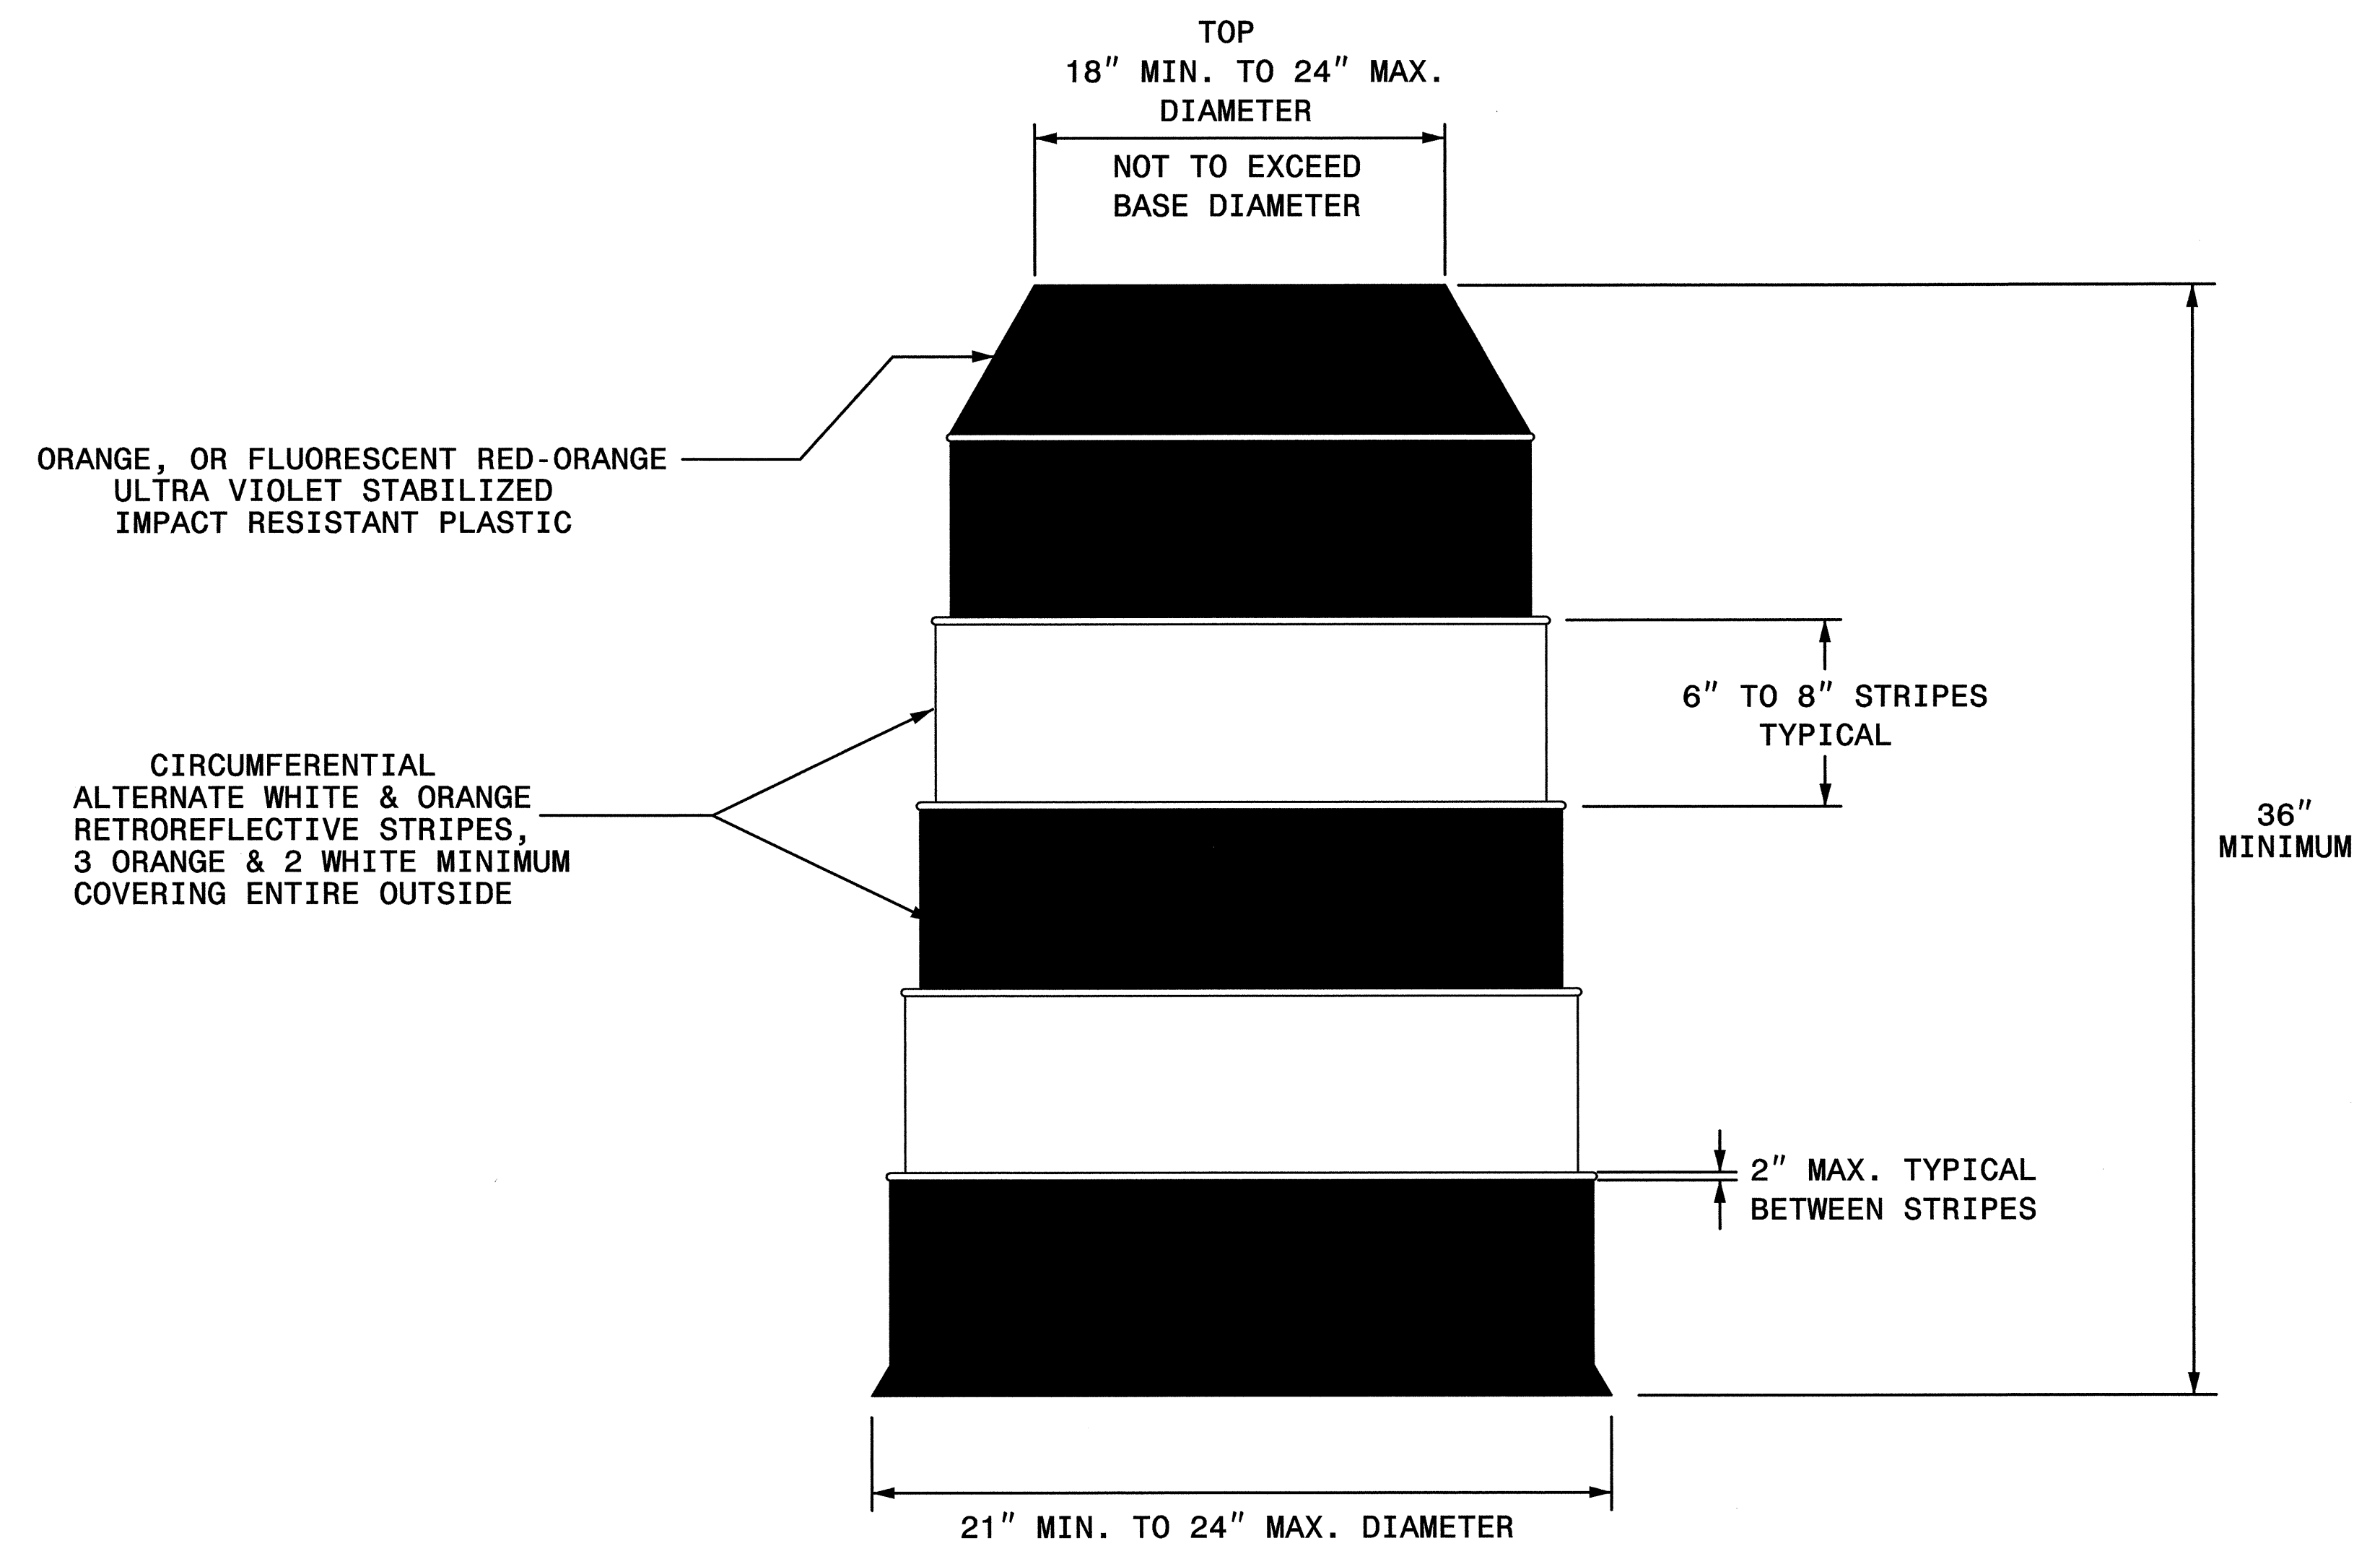 TOP
18" MIN. TO 24" MAX.
DIAMETER
NOT TO EXCEED
BASE DIAMETER
ORANGE, OR FLUORESCENT RED-ORANGE
ULTRA VIOLET STABILIZED
IMPACT RESISTANT PLASTIC
6" TO 8" STRIPES
TYPICAL
CIRCUMFERENTIAL
ALTERNATE WHITE & ORANGE
RETROREFLECTIVE STRIPES,
3 ORANGE & 2 WHITE MINIMUM
COVERING ENTIRE OUTSIDE
36"
MINIMUM
2" MAX. TYPICAL
BETWEEN STRIPES
21" MIN. TO 24" MAX. DIAMETER